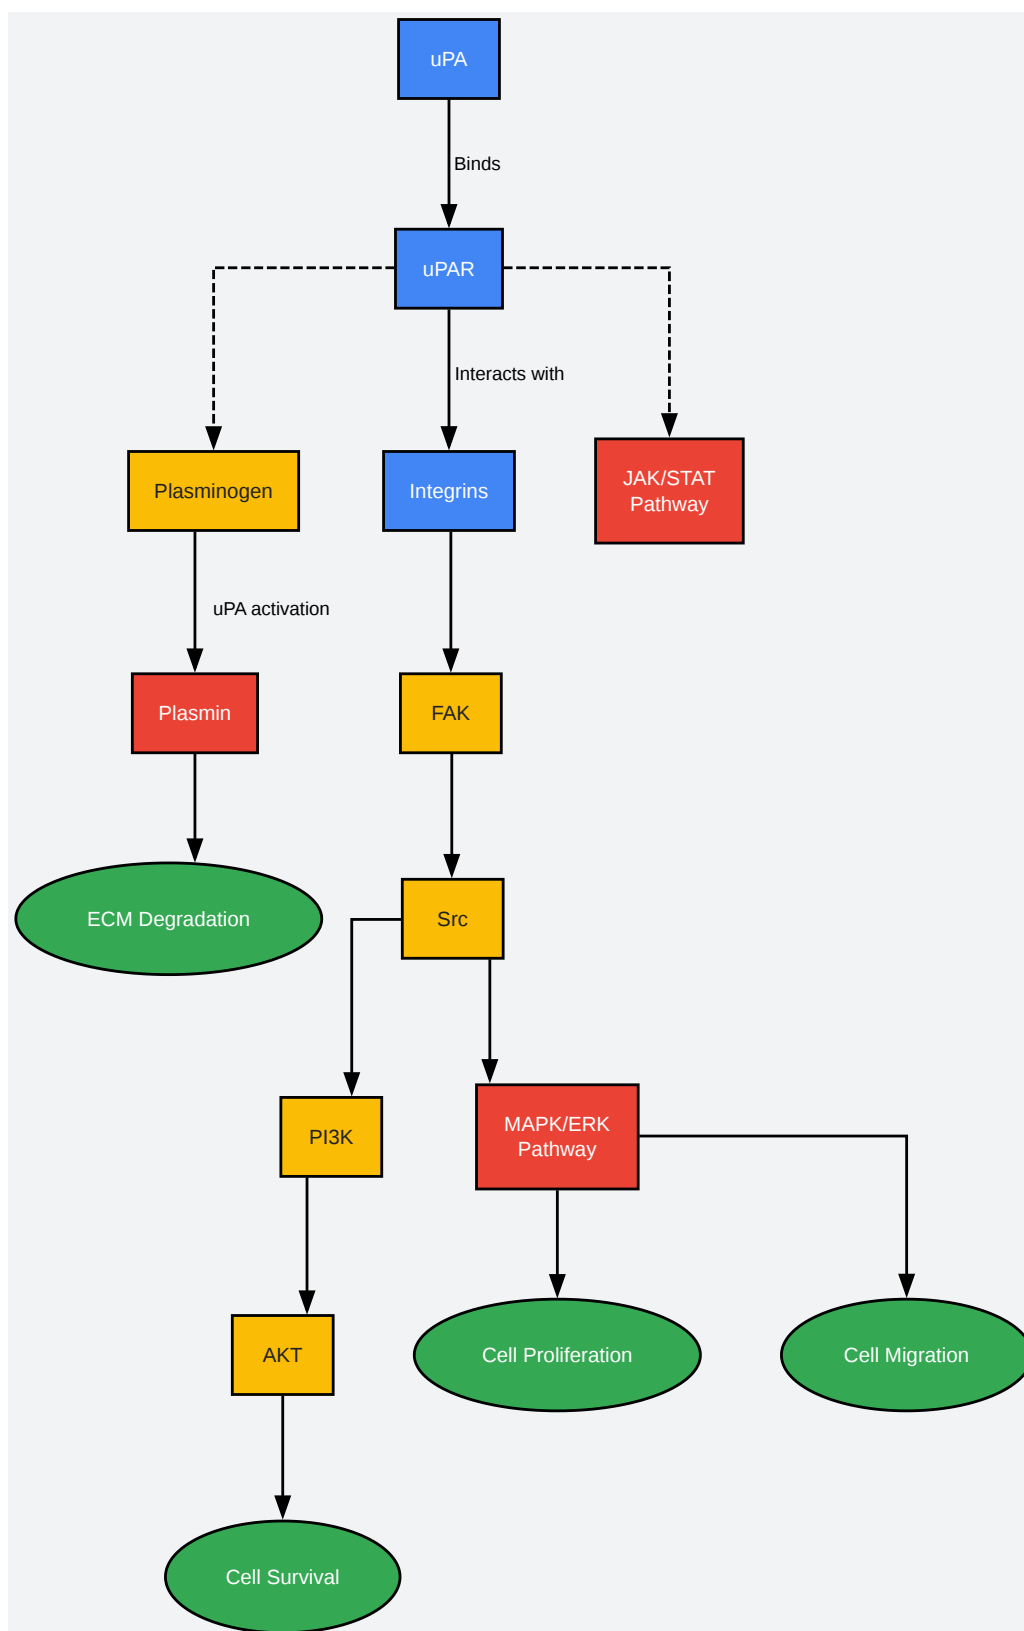 uPA
Binds
uPAR
Interacts with
Plasminogen
Integrins
JAK/STAT
Pathway
uPA activation
Plasmin
FAK
ECM Degradation
Src
PI3K
MAPK/ERK
Pathway
AKT
Cell Proliferation
Cell Migration
Cell Survival